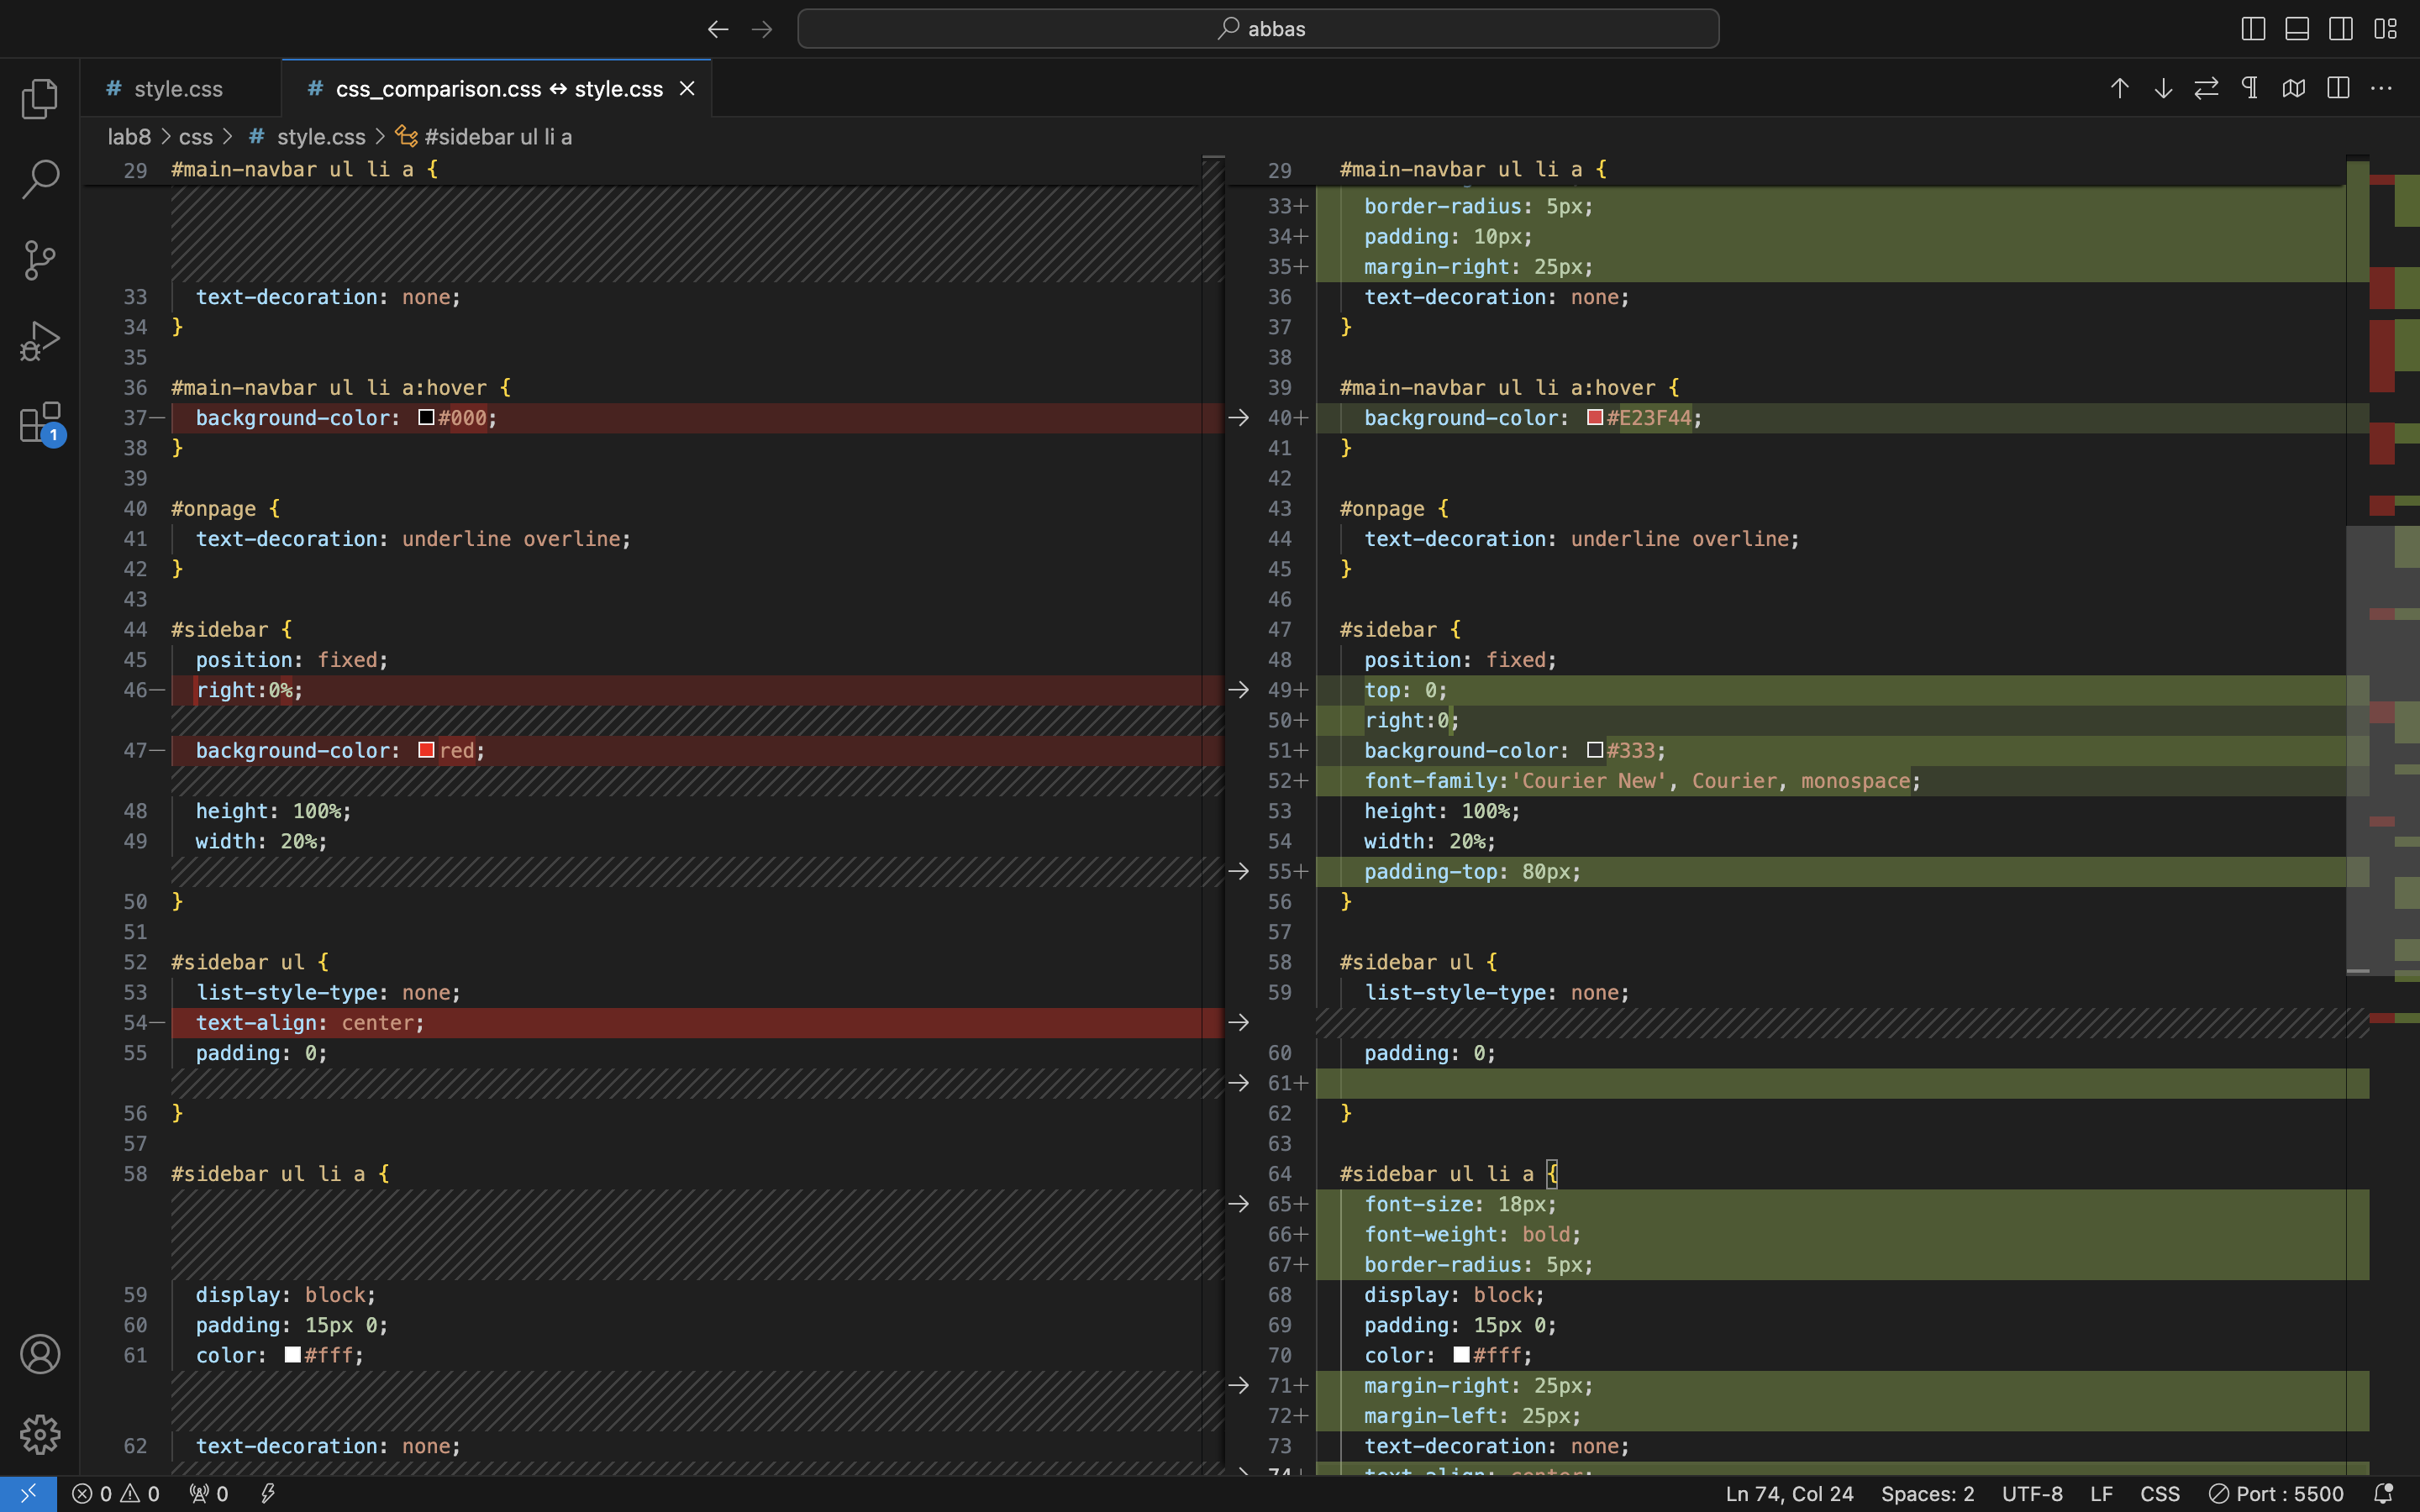 abbas
# style.css
# css_comparison.css ↔ style.css
lab8 > css > # style.css > #sidebar ul li a
29 #main-navbar ul li a {
33 text-decoration: none;
34 }
35
36 #main-navbar ul li a:hover {
37— background-color: #000;
38 }
39
40 #onpage {
41 text-decoration: underline overline;
42 }
43
44 #sidebar {
45 position: fixed;
46— right:0%;
47— background-color: red;
48 height: 100%;
49 width: 20%;
50 }
51
52 #sidebar ul {
53 list-style-type: none;
54— text-align: center;
55 padding: 0;
56 }
57
58 #sidebar ul li a {
59 display: block;
60 padding: 15px 0;
61 color: #fff;
62 text-decoration: none;
29 #main-navbar ul li a {
33+ border-radius: 5px;
34+ padding: 10px;
35+ margin-right: 25px;
36 text-decoration: none;
37 }
38
39 #main-navbar ul li a:hover {
40+ background-color: #E23F44;
41 }
42
43 #onpage {
44 text-decoration: underline overline;
45 }
46
47 #sidebar {
48 position: fixed;
49+ top: 0;
50+ right:0;
51+ background-color: #333;
52+ font-family:'Courier New', Courier, monospace;
53 height: 100%;
54 width: 20%;
55+ padding-top: 80px;
56 }
57
58 #sidebar ul {
59 list-style-type: none;
60 padding: 0;
61+
62 }
63
64 #sidebar ul li a {
65+ font-size: 18px;
66+ font-weight: bold;
67+ border-radius: 5px;
68 display: block;
69 padding: 15px 0;
70 color: #fff;
71+ margin-right: 25px;
72+ margin-left: 25px;
73 text-decoration: none;
74+ text-align: center;
1
0 0 0
Ln 74, Col 24 Spaces: 2 UTF-8 LF CSS Port : 5500